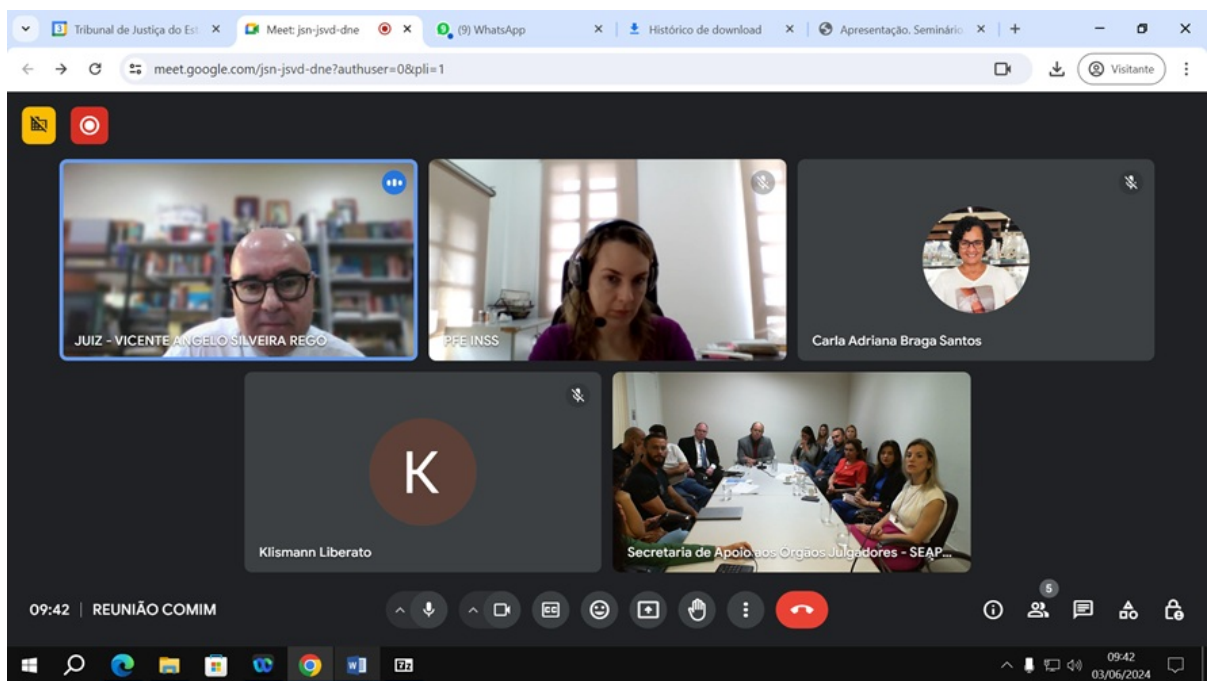 Tribunal de Justiça do Est
Meet: jsn-jsvd-dne
(9) WhatsApp
Histórico de download
Apresentação. Seminário
meet.google.com/jsn-jsvd-dne?authuser=0&pli=1
Visitante
JUIZ - VICENTE ANGELO SILVEIRA REGO
PFE INSS
Carla Adriana Braga Santos
K
Klismann Liberato
Secretaria de Apoio aos Órgãos Julgadores - SEAP...
5
09:42 | REUNIÃO COMIM
CC
09:42
03/06/2024